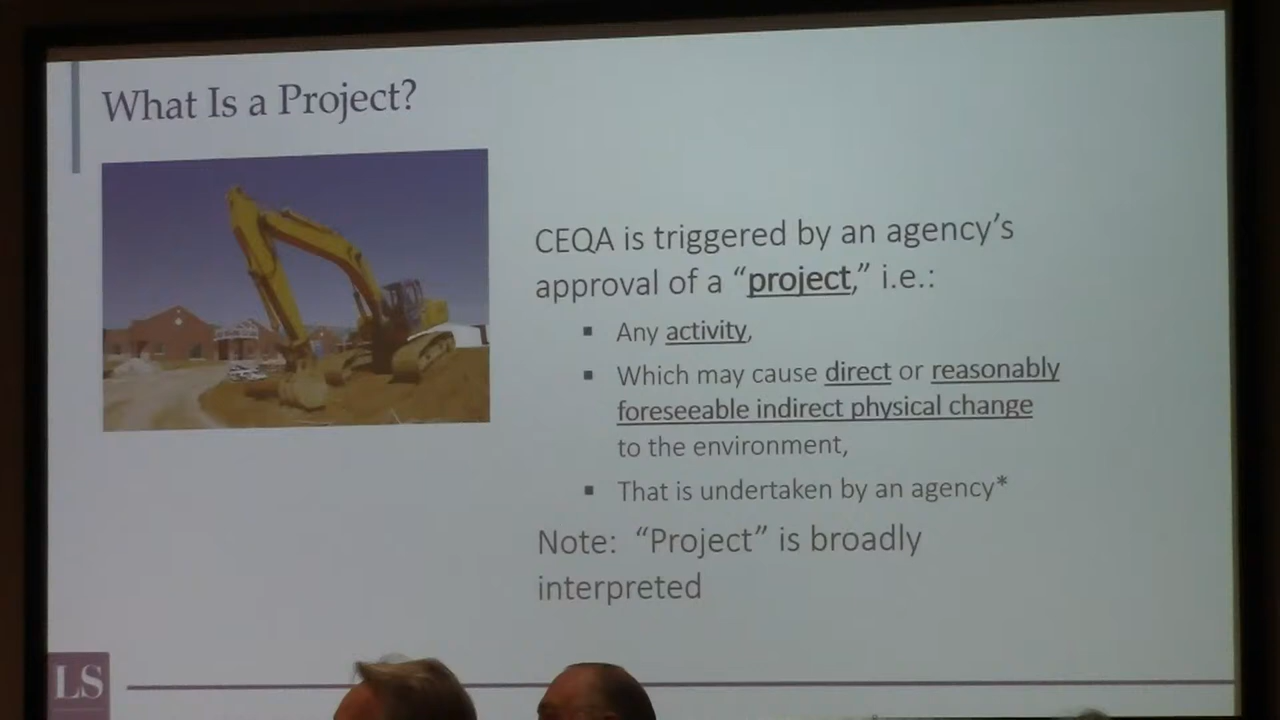 What Is a Project?
CEQA is triggered by an agency’s
approval of a “project,” i.e.:
▪ Any activity,
▪ Which may cause direct or reasonably
foreseeable indirect physical change
to the environment,
▪ That is undertaken by an agency*
Note: “Project” is broadly
interpreted
LS